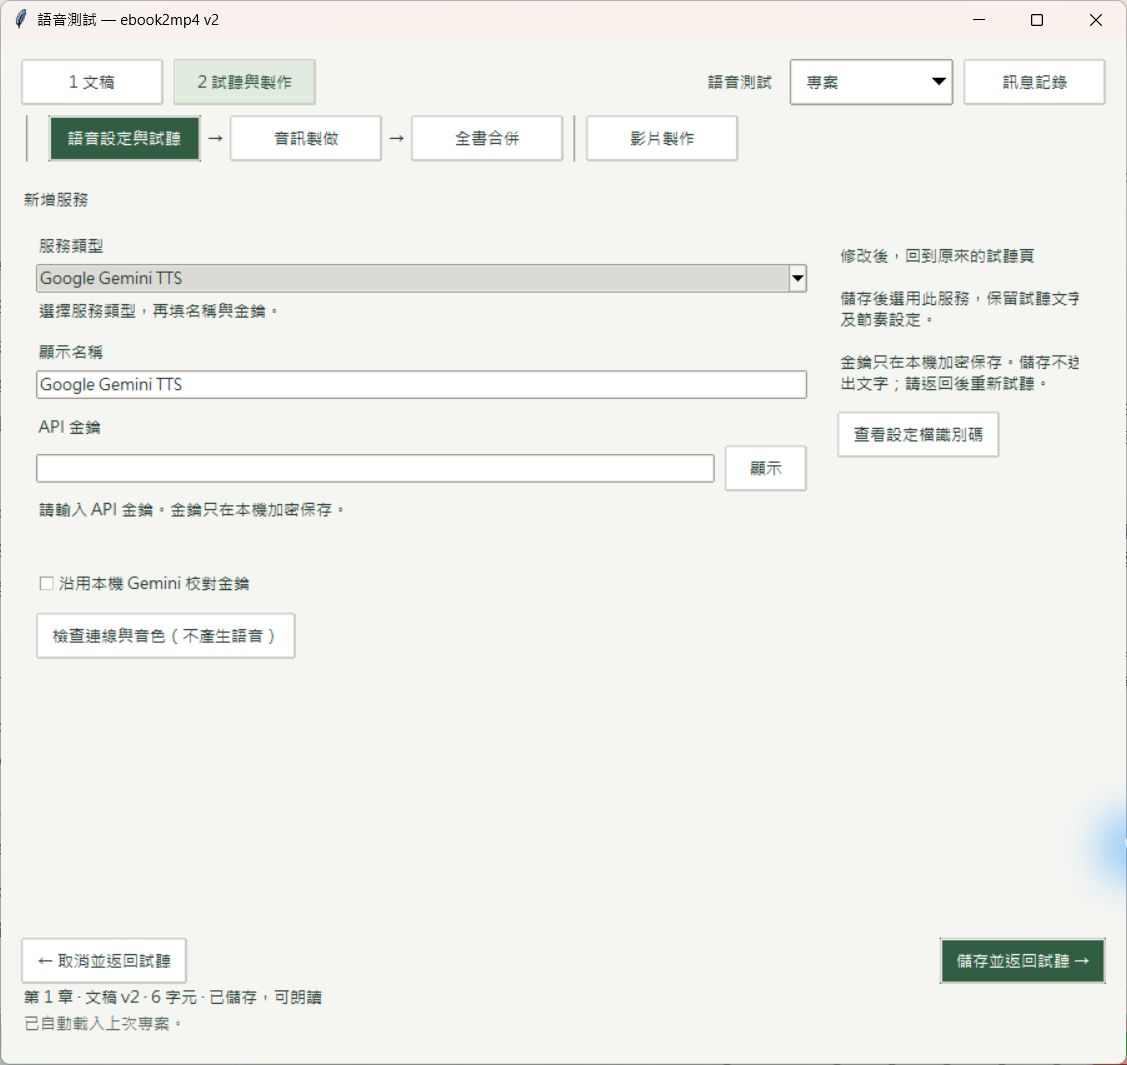 語音測試 — ebook2mp4 v2
1 文稿
2 試聽與製作
語音測試
專案
訊息記錄
語音設定與試聽
→
音訊製做
→
全書合併
影片製作
新增服務
服務類型
Google Gemini TTS
選擇服務類型，再填名稱與金鑰。
顯示名稱
Google Gemini TTS
API 金鑰
顯示
請輸入 API 金鑰。金鑰只在本機加密保存。
沿用本機 Gemini 校對金鑰
檢查連線與音色（不產生語音）
修改後，回到原來的試聽頁
儲存後選用此服務，保留試聽文字
及節奏設定。
金鑰只在本機加密保存。儲存不送
出文字；請返回後重新試聽。
查看設定檔識別碼
← 取消並返回試聽
儲存並返回試聽 →
第 1 章 · 文稿 v2 · 6 字元 · 已儲存，可朗讀
已自動載入上次專案。